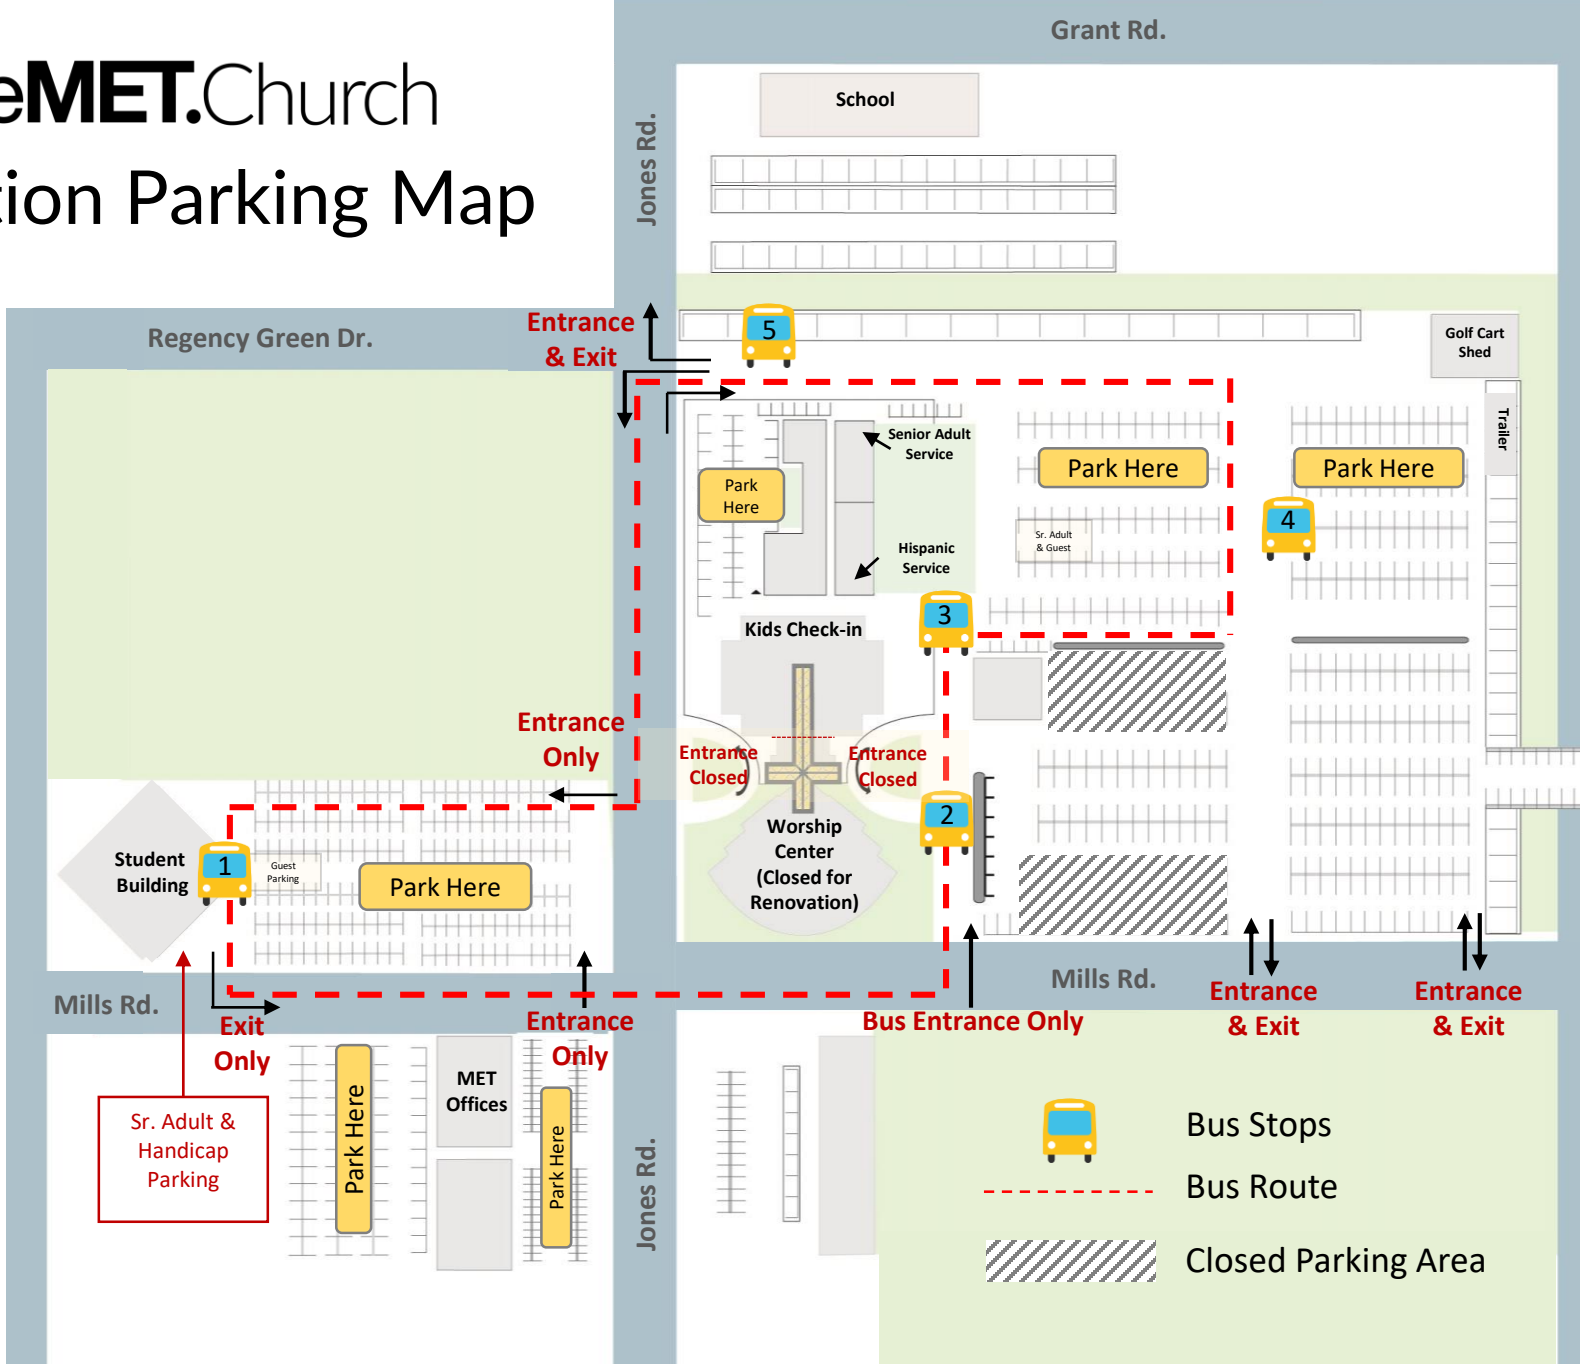 eMET.Church
tion Parking Map
Grant Rd.
School
Jones Rd.
Regency Green Dr.
Entrance
& Exit
5
Golf Cart
Shed
Trailer
Senior Adult
Service
Park
Here
Park Here
Park Here
4
Sr. Adult
& Guest
Hispanic
Service
3
Kids Check-in
Entrance
Only
Entrance
Closed
Entrance
Closed
2
Worship
Center
(Closed for
Renovation)
Student
Building
1
Guest
Parking
Park Here
Mills Rd.
Mills Rd.
Exit
Only
Entrance
Only
Bus Entrance Only
Entrance
& Exit
Entrance
& Exit
Sr. Adult &
Handicap
Parking
Park Here
MET
Offices
Park Here
Jones Rd.
Bus Stops
Bus Route
Closed Parking Area